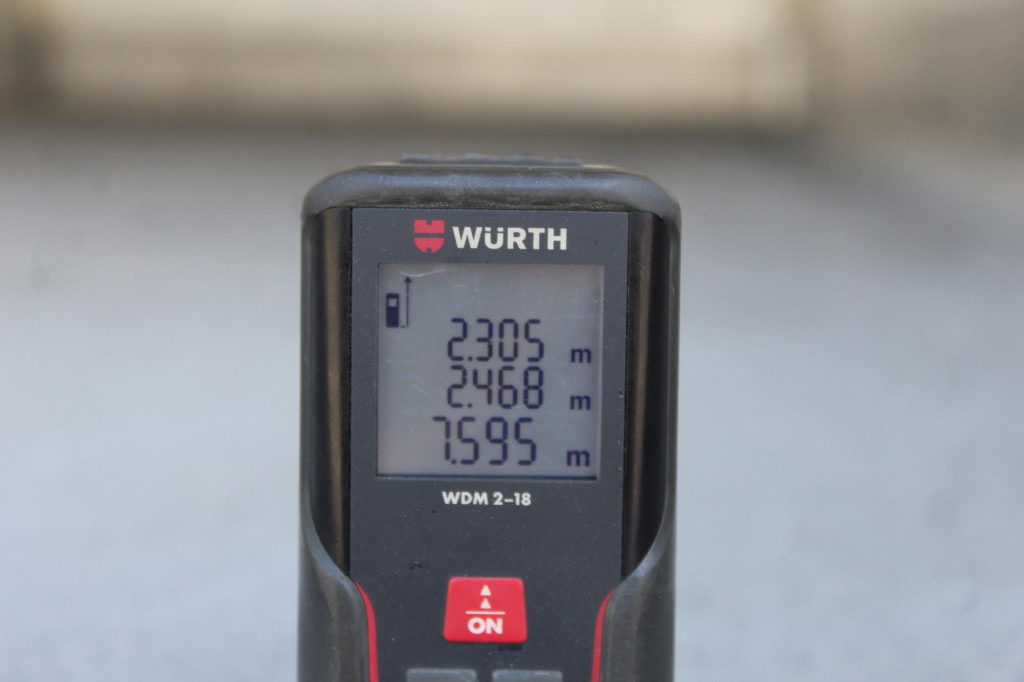 WÜRTH
2.305 m
2.468 m
7.595 m
WDM 2-18
ON